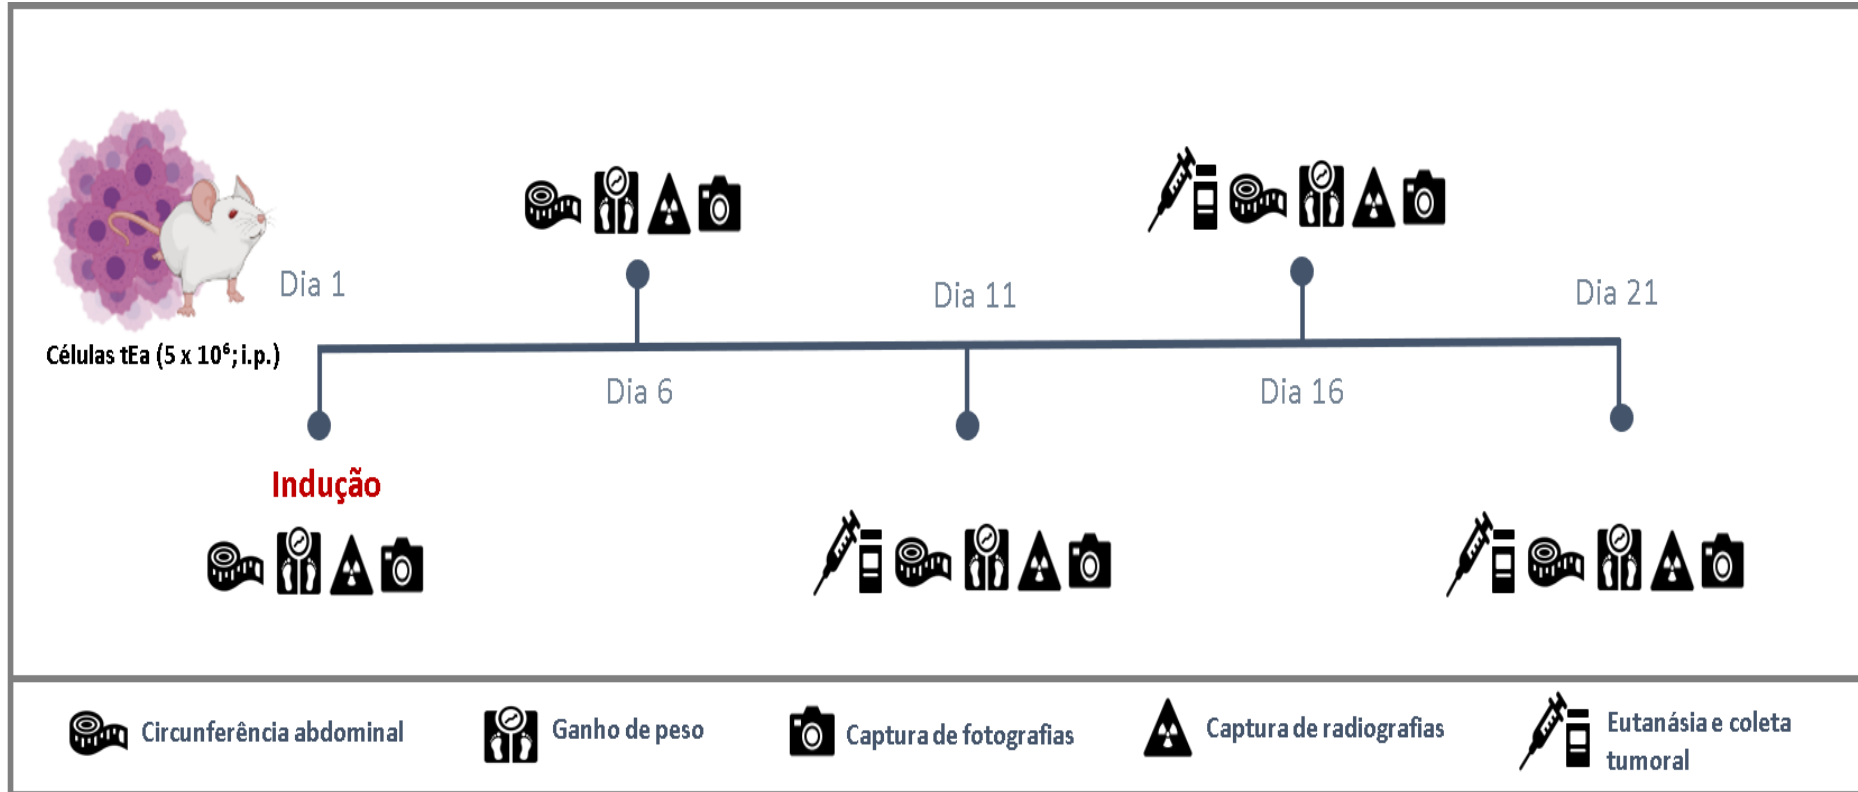 Dia 1
Dia 11
Dia 21
Células tEa (5 x 10⁶; i.p.)
Dia 6
Dia 16
Indução
Circunferência abdominal
Ganho de peso
Captura de fotografias
Captura de radiografias
Eutanásia e coleta
tumoral